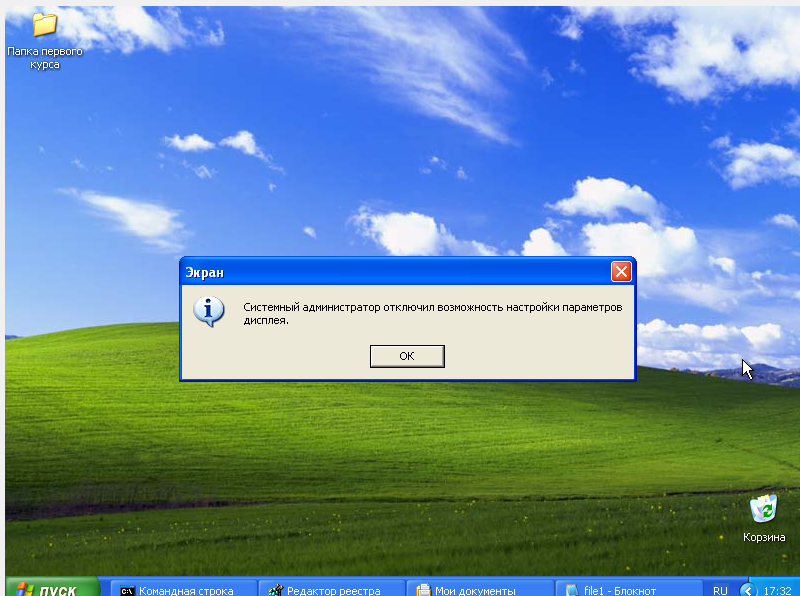 Папка первого
курса
Экран
Системный администратор отключил возможность настройки параметров
дисплея.
ОК
Корзина
пуск
C:\
Командная строка
Редактор реестра
Мои документы
file1 - Блокнот
RU
17:32